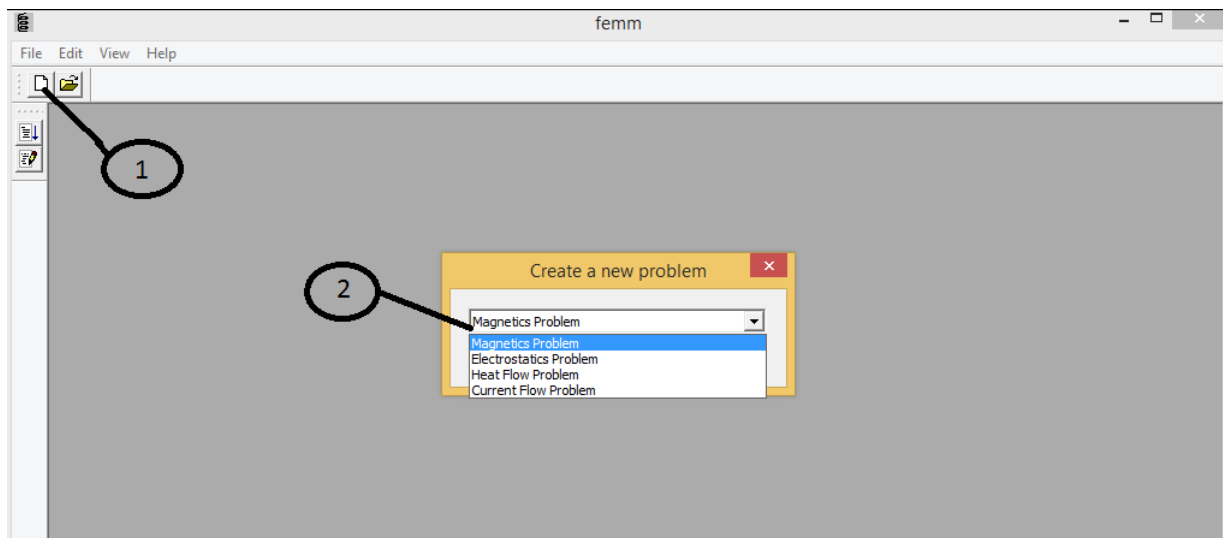 femm
File Edit View Help
1
Create a new problem
2
Magnetics Problem
Magnetics Problem
Electrostatics Problem
Heat Flow Problem
Current Flow Problem